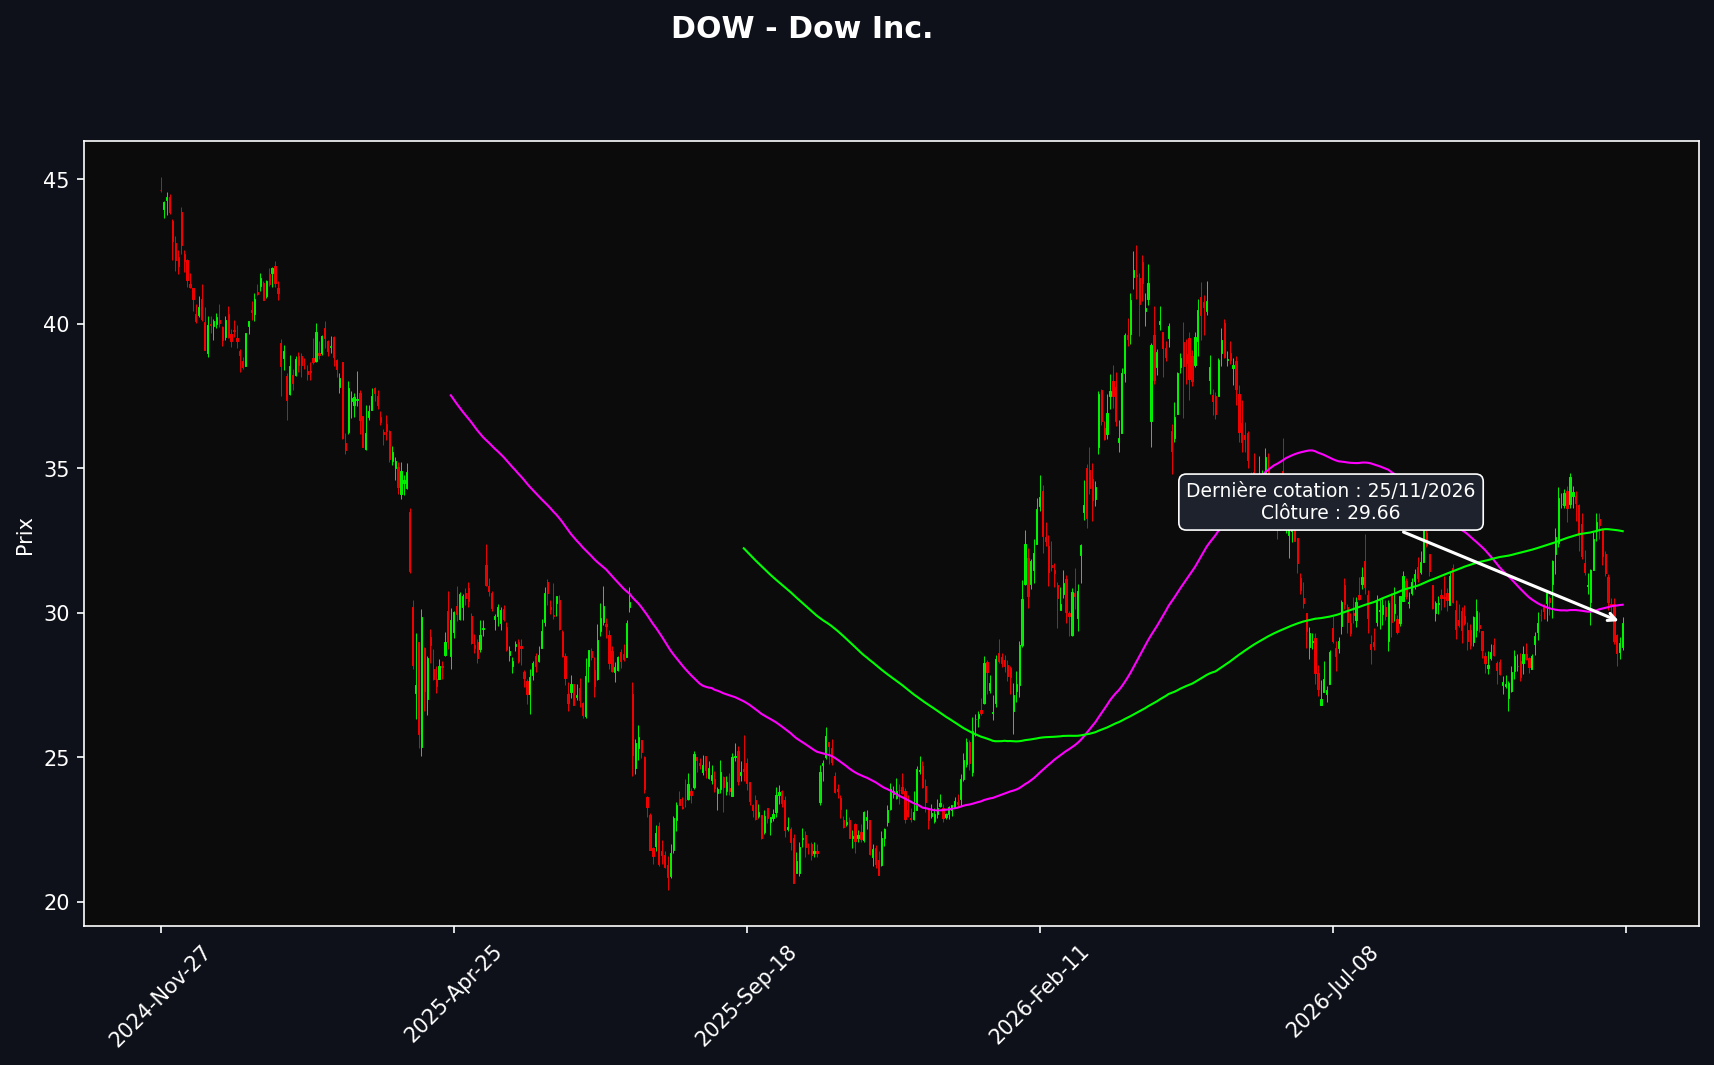 DOW - Dow Inc.
45
40
35
30
25
20
Prix
Dernière cotation : 25/11/2026
Clôture : 29.66
2024-Nov-27
2025-Apr-25
2025-Sep-18
2026-Feb-11
2026-Jul-08